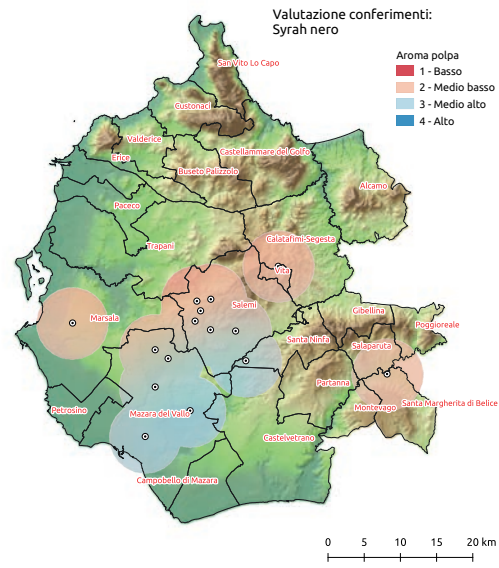 Valutazione conferimenti:
Syrah nero
Aroma polpa
1 - Basso
2 - Medio basso
3 - Medio alto
4 - Alto
San Vito Lo Capo
Custonaci
Valderice
Erice
Castellammare del Golfo
Buseto Palizzolo
Alcamo
Paceco
Trapani
Calatafimi-Segesta
Vita
Salemi
Marsala
Gibellina
Poggioreale
Santa Ninfa
Salaparuta
Partanna
Petrosino
Mazara del Vallo
Montevago
Santa Margherita di Belice
Castelvetrano
Campobello di Mazara
0 5 10 15 20 km